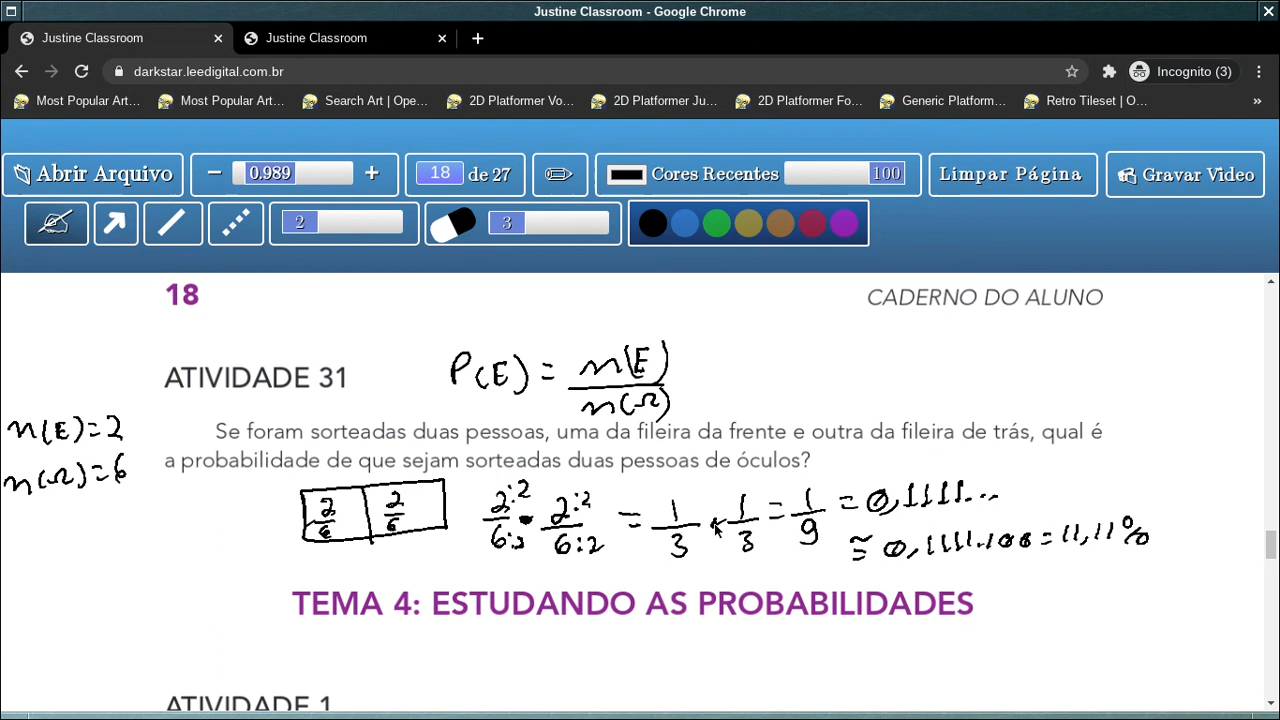 Justine Classroom - Google Chrome
Justine Classroom
Justine Classroom
darkstar.leedigital.com.br
Incognito (3)
Most Popular Art...
Most Popular Art...
Search Art | Ope...
2D Platformer Vo...
2D Platformer Ju...
2D Platformer Fo...
Generic Platform...
Retro Tileset | O...
»
Abrir Arquivo
− 0.989 +
18 de 27
Cores Recentes 100
Limpar Página
Gravar Video
2
3
18
CADERNO DO ALUNO
ATIVIDADE 31
P(E) = n(E) / n(Ω)
n(E)=2
n(Ω)=6
Se foram sorteadas duas pessoas, uma da fileira da frente e outra da fileira de trás, qual é
a probabilidade de que sejam sorteadas duas pessoas de óculos?
2/6 2/6
2:2/6:2 · 2:2/6:2 = 1/3 · 1/3 = 1/9 = 0,1111...
≅ 0,1111.100 = 11,11%
TEMA 4: ESTUDANDO AS PROBABILIDADES
ATIVIDADE 1